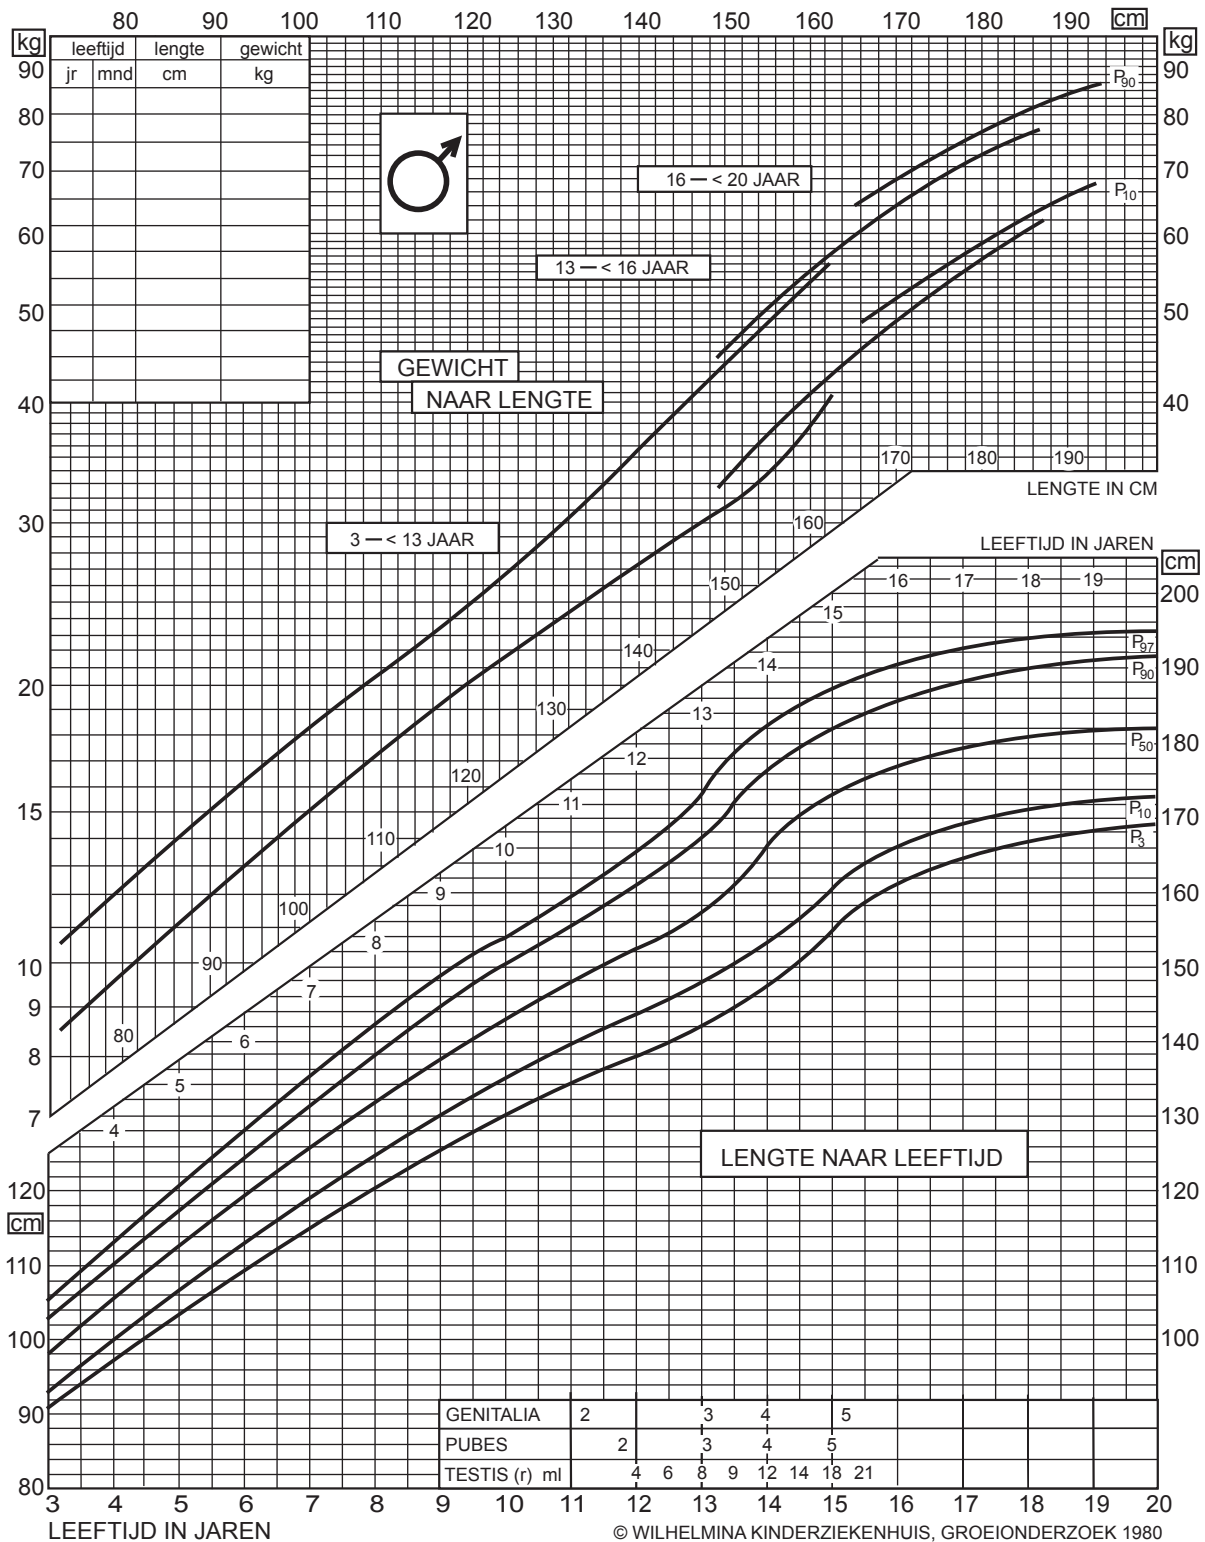 80 90 100 110 120 130 140 150 160 170 180 190 cm
kg leeftijd lengte gewicht kg
jr mnd cm kg
90 90
P90
80 80
70 16 — < 20 JAAR 70
P10
60 60
13 — < 16 JAAR
50 50
GEWICHT
NAAR LENGTE
40 40
170 180 190
LENGTE IN CM
30 160
3 — < 13 JAAR
LEEFTIJD IN JAREN
cm
150 16 17 18 19
200
15
140
14 P97
190
P90
20
130 13
P50 180
12
120
11
15 P10 170
110 10 P3
9 160
100
8
10 90 150
7
9
80 6 140
8
5
7 4 130
LENGTE NAAR LEEFTIJD
120 120
cm
110 110
100 100
90 GENITALIA 2 3 4 5
PUBES 2 3 4 5
TESTIS (r) ml 4 6 8 9 12 14 18 21
80
3 4 5 6 7 8 9 10 11 12 13 14 15 16 17 18 19 20
LEEFTIJD IN JAREN © WILHELMINA KINDERZIEKENHUIS, GROEIONDERZOEK 1980